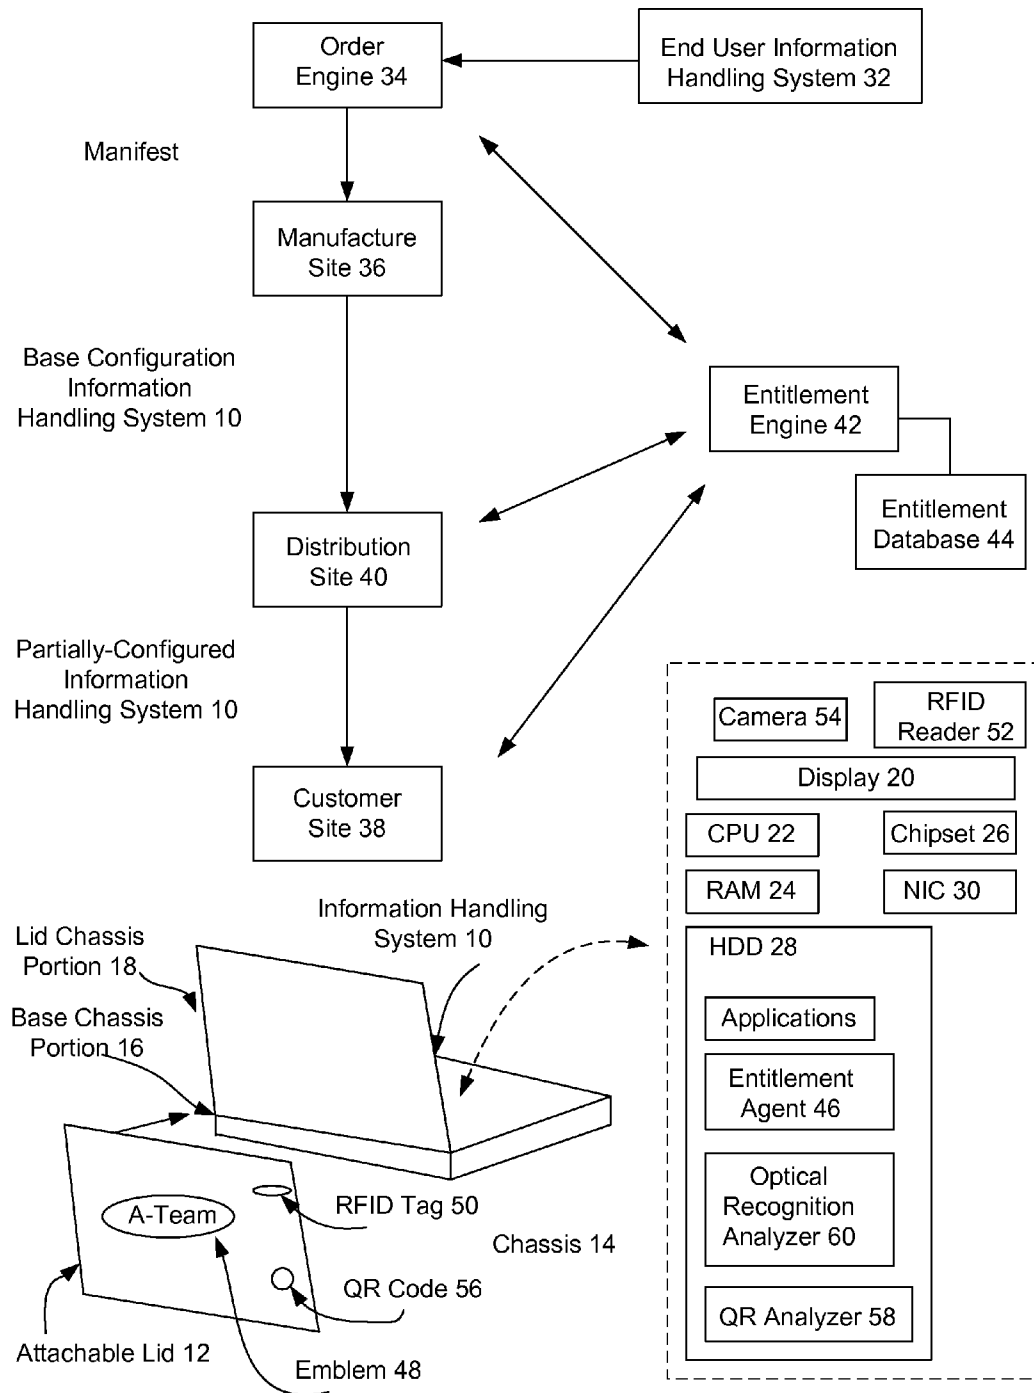 Order
Engine 34
End User Information
Handling System 32
Manifest
Manufacture
Site 36
Base Configuration
Information
Handling System 10
Entitlement
Engine 42
Entitlement
Database 44
Distribution
Site 40
Partially-Configured
Information
Handling System 10
Customer
Site 38
Camera 54
RFID
Reader 52
Display 20
CPU 22
Chipset 26
RAM 24
NIC 30
HDD 28
Applications
Entitlement
Agent 46
Optical
Recognition
Analyzer 60
QR Analyzer 58
Information Handling
System 10
Lid Chassis
Portion 18
Base Chassis
Portion 16
A-Team
RFID Tag 50
Chassis 14
QR Code 56
Attachable Lid 12
Emblem 48